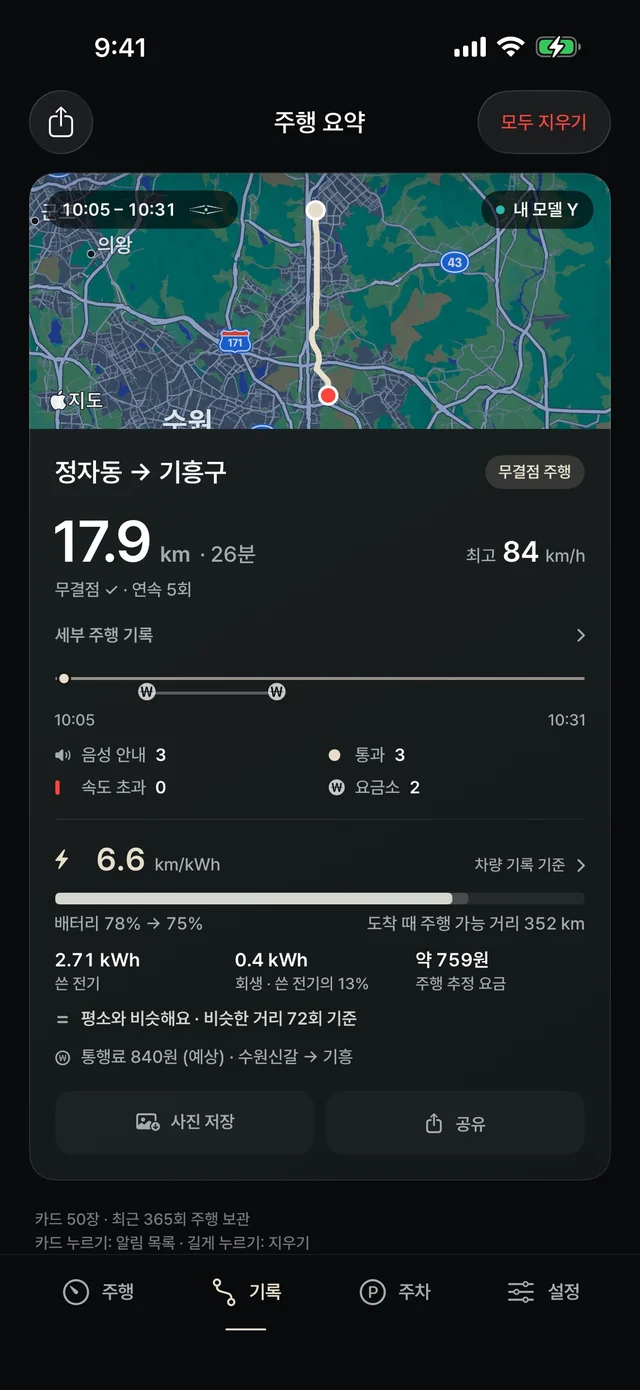 9:41
주행 요약
모두 지우기
10:05 – 10:31
내 모델 Y
의왕
43
171
지도
수원
정자동 → 기흥구
무결점 주행
17.9 km · 26분
최고 84 km/h
무결점 ✓ · 연속 5회
세부 주행 기록
W W
10:05
10:31
음성 안내 3
통과 3
속도 초과 0
W 요금소 2
6.6 km/kWh
차량 기록 기준
배터리 78% → 75%
도착 때 주행 가능 거리 352 km
2.71 kWh
0.4 kWh
약 759원
쓴 전기
회생 · 쓴 전기의 13%
주행 추정 요금
= 평소와 비슷해요 · 비슷한 거리 72회 기준
W 통행료 840원 (예상) · 수원신갈 → 기흥
사진 저장
공유
카드 50장 · 최근 365회 주행 보관
카드 누르기: 알림 목록 · 길게 누르기: 지우기
주행
기록
P 주차
설정